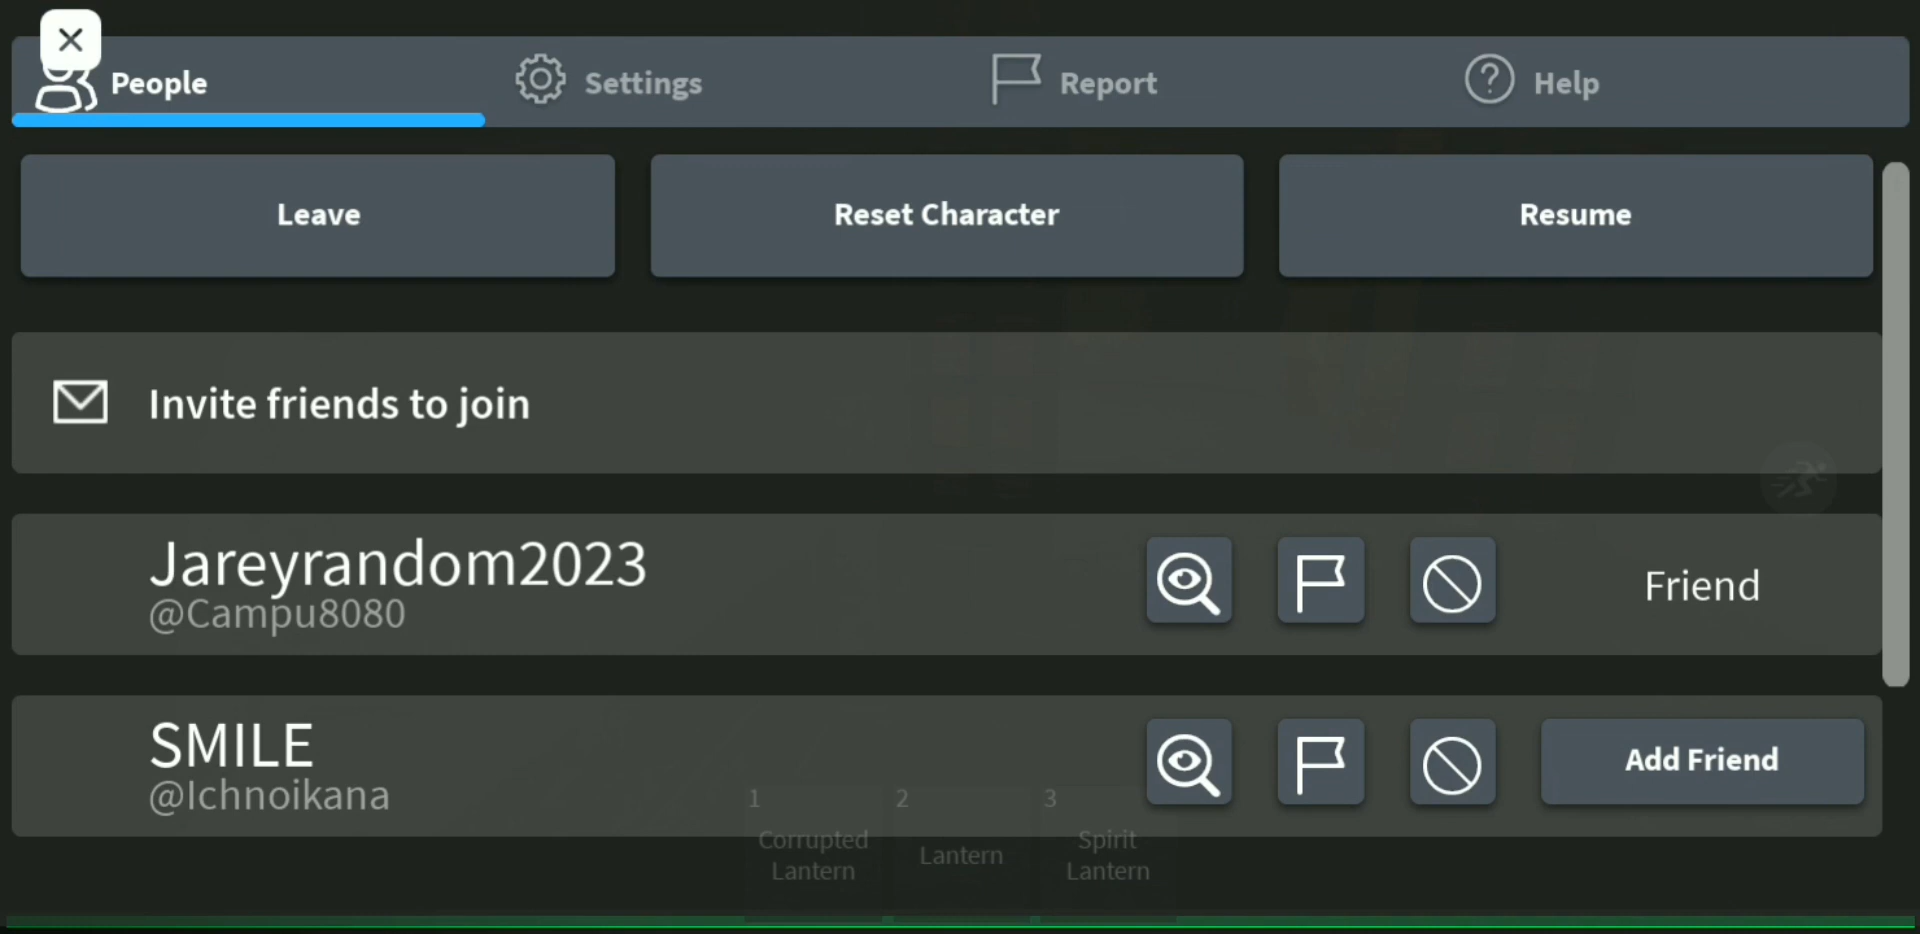 People
Settings
Report
Help
Leave
Reset Character
Resume
Invite friends to join
Jareyrandom2023
@Campu8080
Friend
SMILE
@Ichnoikana
Add Friend
1
2
3
Corrupted
Lantern
Lantern
Spirit
Lantern